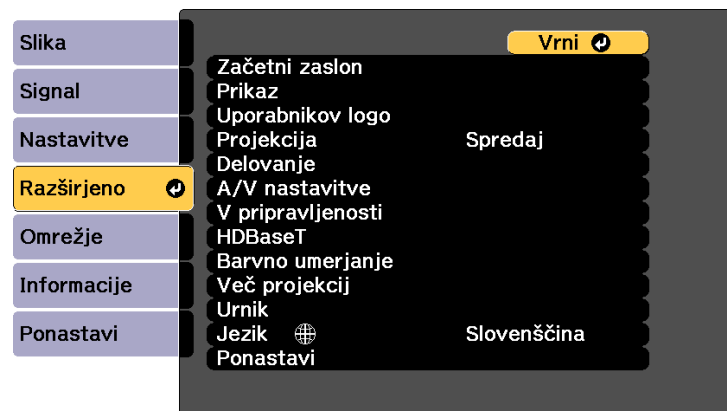 Slika
Signal
Nastavitve
Razširjeno
Omrežje
Informacije
Ponastavi
Vrni
Začetni zaslon
Prikaz
Uporabnikov logo
Projekcija Spredaj
Delovanje
A/V nastavitve
V pripravljenosti
HDBaseT
Barvno umerjanje
Več projekcij
Urnik
Jezik Slovenščina
Ponastavi